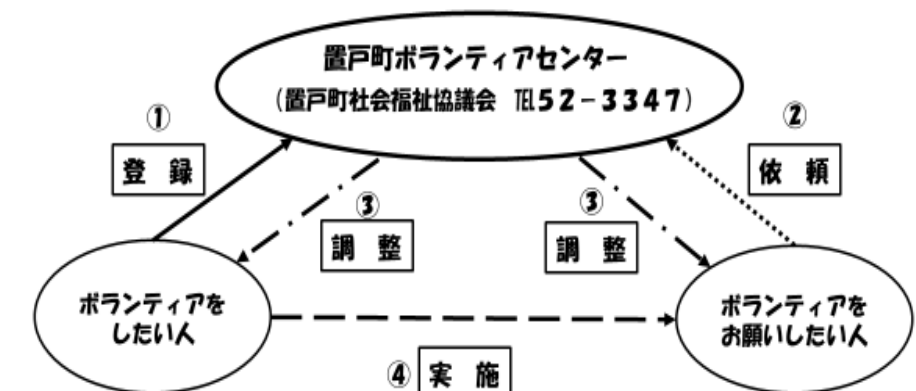 置戸町ボランティアセンター
(置戸町社会福祉協議会 ℡52-3347)
①
登 録
②
依 頼
③
調 整
③
調 整
ボランティアを
したい人
ボランティアを
お願いしたい人
④ 実 施